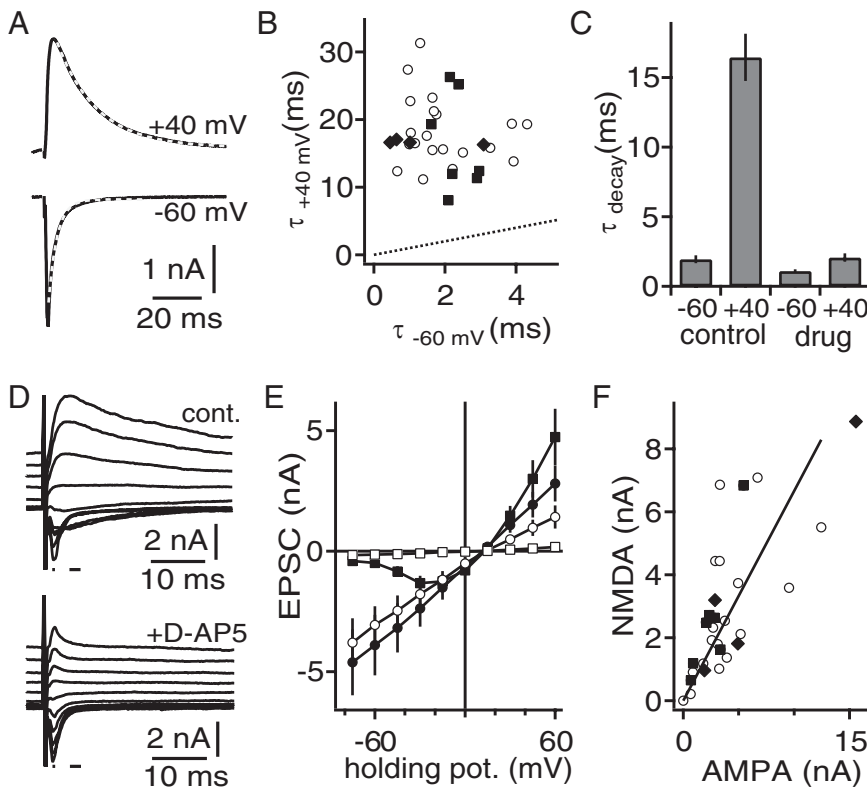 A
+40 mV
-60 mV
1 nA
20 ms
B
τ +40 mV (ms)
30
20
10
0
0 2 4
τ -60 mV (ms)
C
τ decay (ms)
15
10
5
0
-60 +40 -60 +40
control drug
D
cont.
2 nA
10 ms
+D-AP5
2 nA
10 ms
E
EPSC (nA)
5
0
-5
-60 60
holding pot. (mV)
F
NMDA (nA)
8
6
4
2
0
0 15
AMPA (nA)